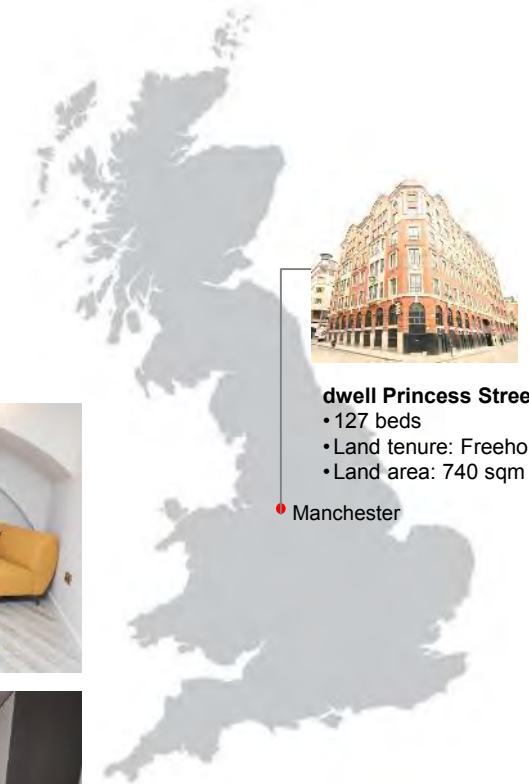 dwell Princess Stree
• 127 beds
• Land tenure: Freeho
• Land area: 740 sqm
Manchester